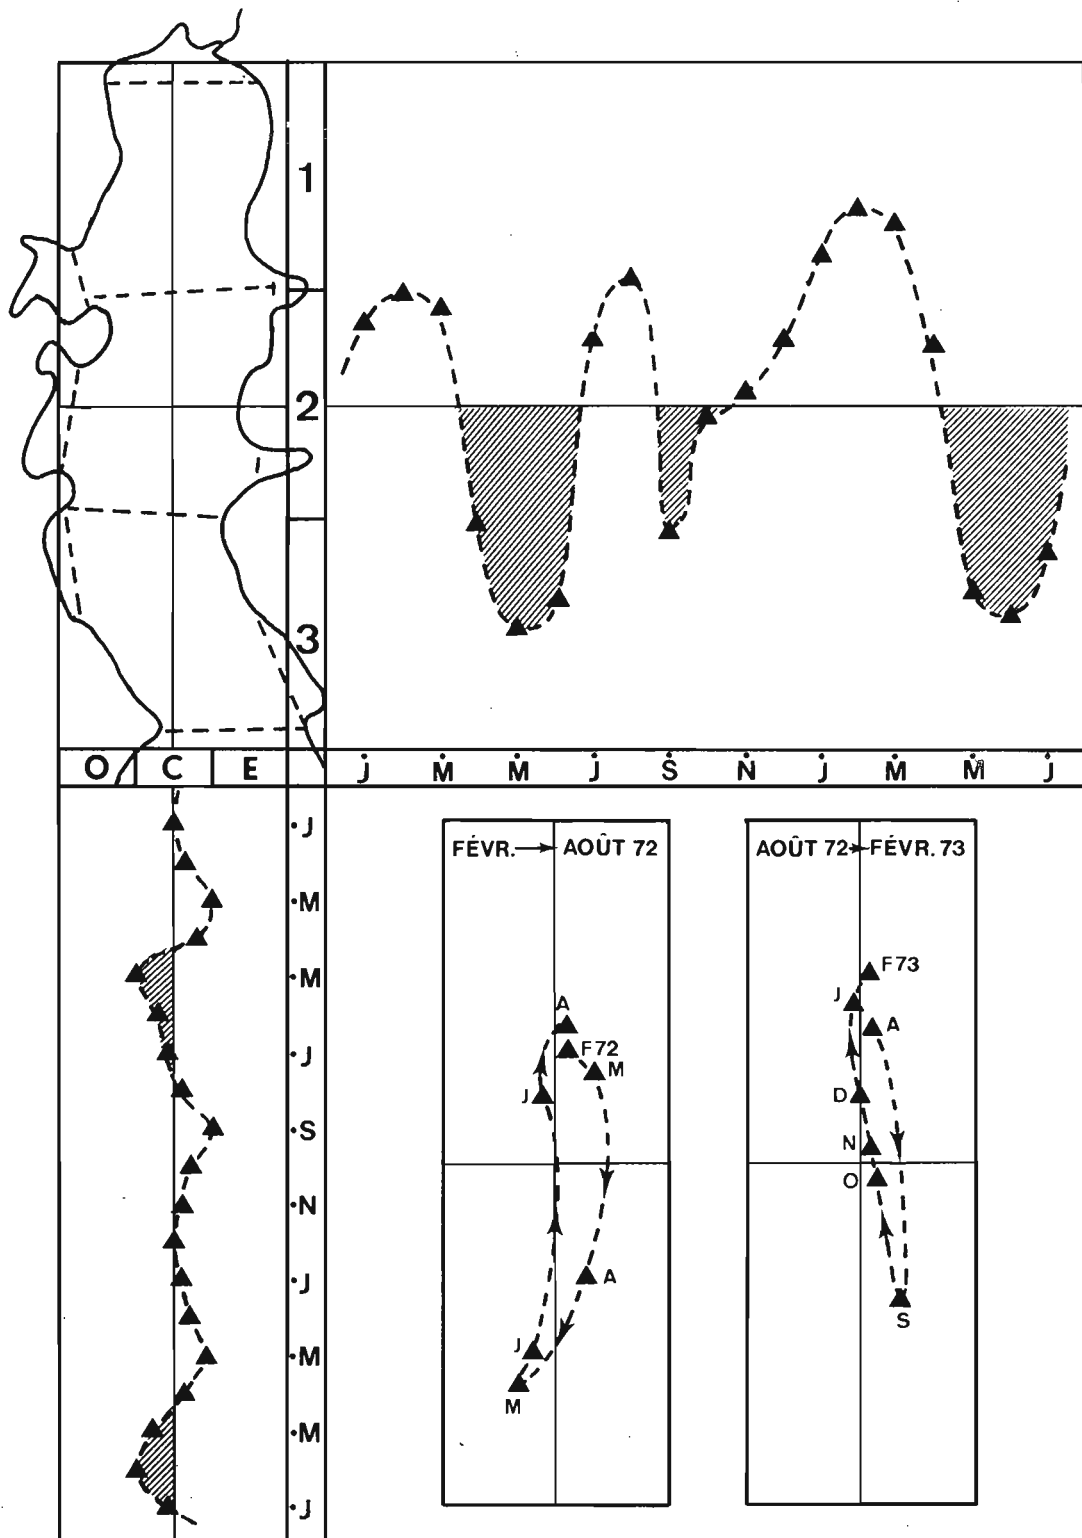 1
2
3
O C E
J M M J S N J M M J
J
M
M
J
S
N
J
M
M
J
FÉVR. → AOÛT 72
A
F72
M
J
A
J
M
AOÛT 72 → FÉVR. 73
F73
J
A
D
N
O
S